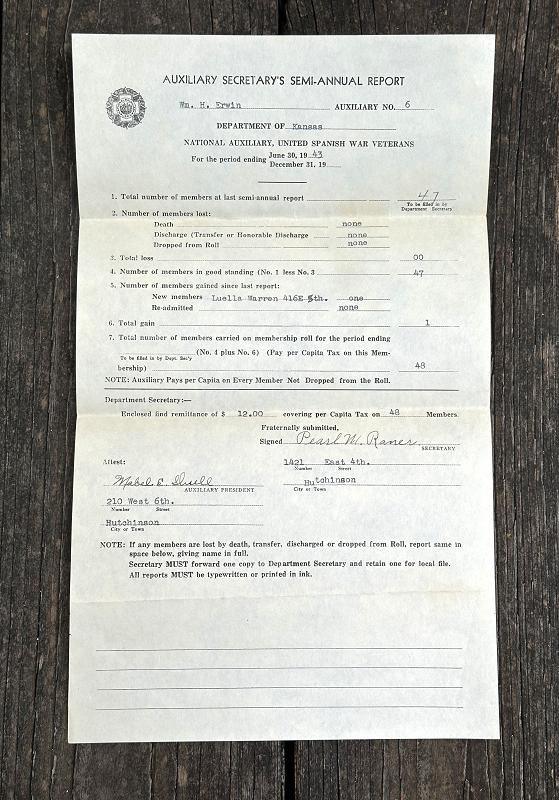 AUXILIARY SECRETARY'S SEMI-ANNUAL REPORT
Wm. H. Erwin AUXILIARY NO. 6
DEPARTMENT OF Kansas
NATIONAL AUXILIARY, UNITED SPANISH WAR VETERANS
For the period ending June 30, 19 43
December 31, 19
1. Total number of members at last semi-annual report 47
To be filled in by
Department Secretary
2. Number of members lost:
Death none
Discharge (Transfer or Honorable Discharge none
Dropped from Roll none
3. Total loss 00
4. Number of members in good standing (No. 1 less No. 3 47
5. Number of members gained since last report:
New members Luella Warren 416E 5th. one
Re-admitted none
6. Total gain 1
7. Total number of members carried on membership roll for the period ending
To be filled in by Dept. Sec'y (No. 4 plus No. 6) (Pay per Capita Tax on this Mem-
bership) 48
NOTE: Auxiliary Pays per Capita on Every Member Not Dropped from the Roll.
Department Secretary:—
Enclosed find remittance of $ 12.00 covering per Capita Tax on 48 Members
Fraternally submitted,
Signed Pearl M. Raner
SECRETARY
Attest: 1421 East 4th.
Number Street
Mabel E.
AUXILIARY PRESIDENT
Hutchinson
City or Town
210 West 6th.
Number Street
Hutchinson
City or Town
NOTE: If any members are lost by death, transfer, discharged or dropped from Roll, report same in
space below, giving name in full.
Secretary MUST forward one copy to Department Secretary and retain one for local file.
All reports MUST be typewritten or printed in ink.